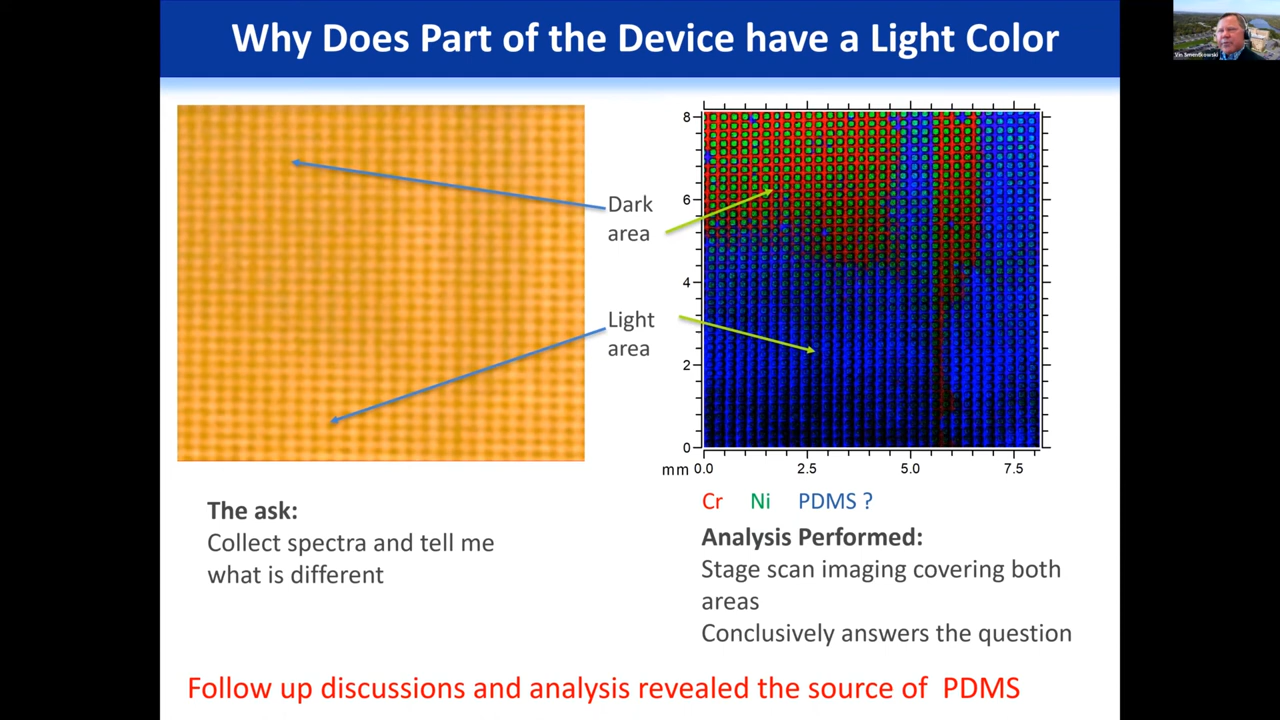 Why Does Part of the Device have a Light Color
Vin Smentkowski
Dark
area
Light
area
8
6
4
2
0
mm 0.0 2.5 5.0 7.5
Cr Ni PDMS ?
The ask:
Collect spectra and tell me
what is different
Analysis Performed:
Stage scan imaging covering both
areas
Conclusively answers the question
Follow up discussions and analysis revealed the source of PDMS